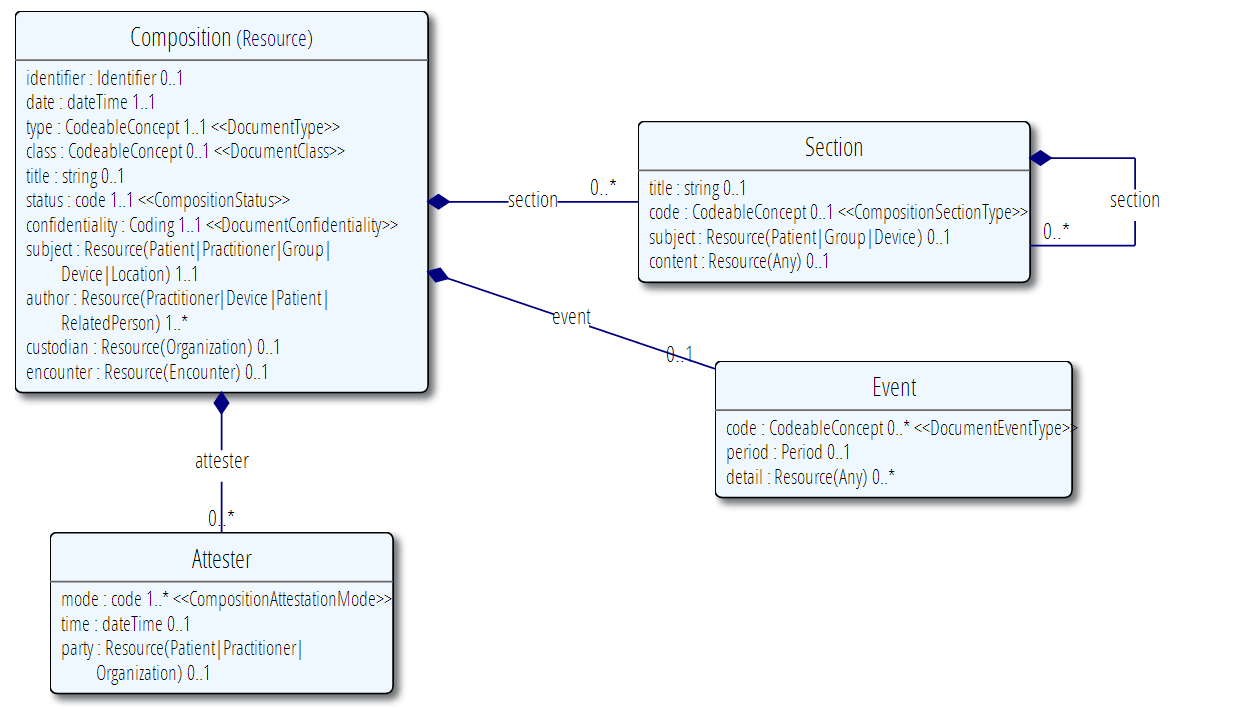 Composition (Resource)
identifier : Identifier 0..1
date : dateTime 1..1
type : CodeableConcept 1..1 <<DocumentType>>
class : CodeableConcept 0..1 <<DocumentClass>>
title : string 0..1
status : code 1..1 <<CompositionStatus>>
confidentiality : Coding 1..1 <<DocumentConfidentiality>>
subject : Resource(Patient|Practitioner|Group|
Device|Location) 1..1
author : Resource(Practitioner|Device|Patient|
RelatedPerson) 1..*
custodian : Resource(Organization) 0..1
encounter : Resource(Encounter) 0..1
section
0..*
Section
title : string 0..1
code : CodeableConcept 0..1 <<CompositionSectionType>>
subject : Resource(Patient|Group|Device) 0..1
content : Resource(Any) 0..1
section
0..*
event
0..1
Event
code : CodeableConcept 0..* <<DocumentEventType>>
period : Period 0..1
detail : Resource(Any) 0..*
attester
0..*
Attester
mode : code 1..* <<CompositionAttestationMode>>
time : dateTime 0..1
party : Resource(Patient|Practitioner|
Organization) 0..1